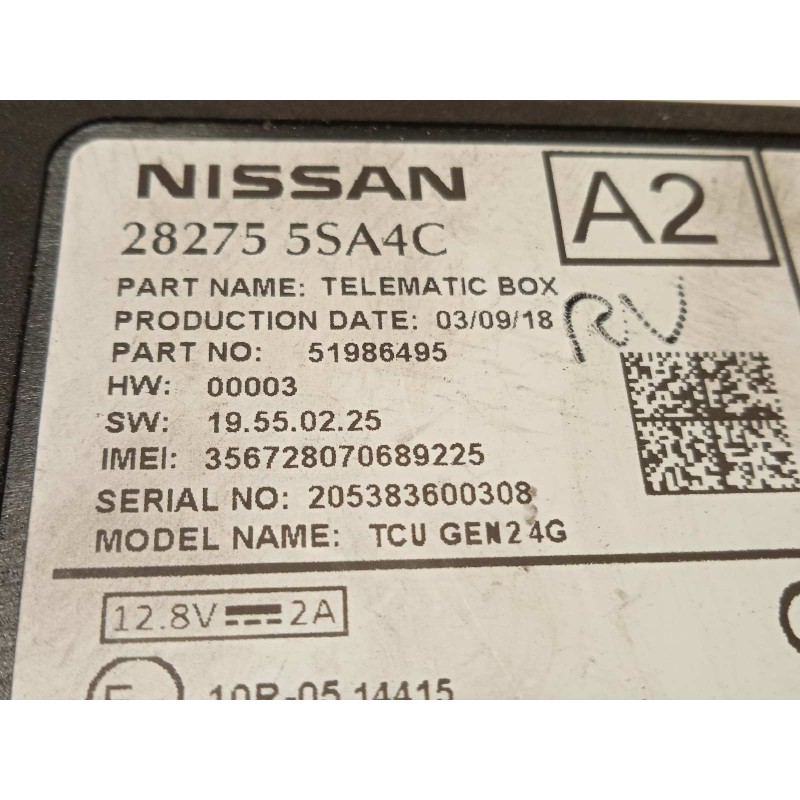 NISSAN
A2
28275 5SA4C
PART NAME: TELEMATIC BOX
PRODUCTION DATE: 03/09/18
RV
PART NO: 51986495
HW: 00003
SW: 19.55.02.25
IMEI: 356728070689225
SERIAL NO: 205383600308
MODEL NAME: TCU GEN2 4G
12.8V 2A
E
10R-05 14415